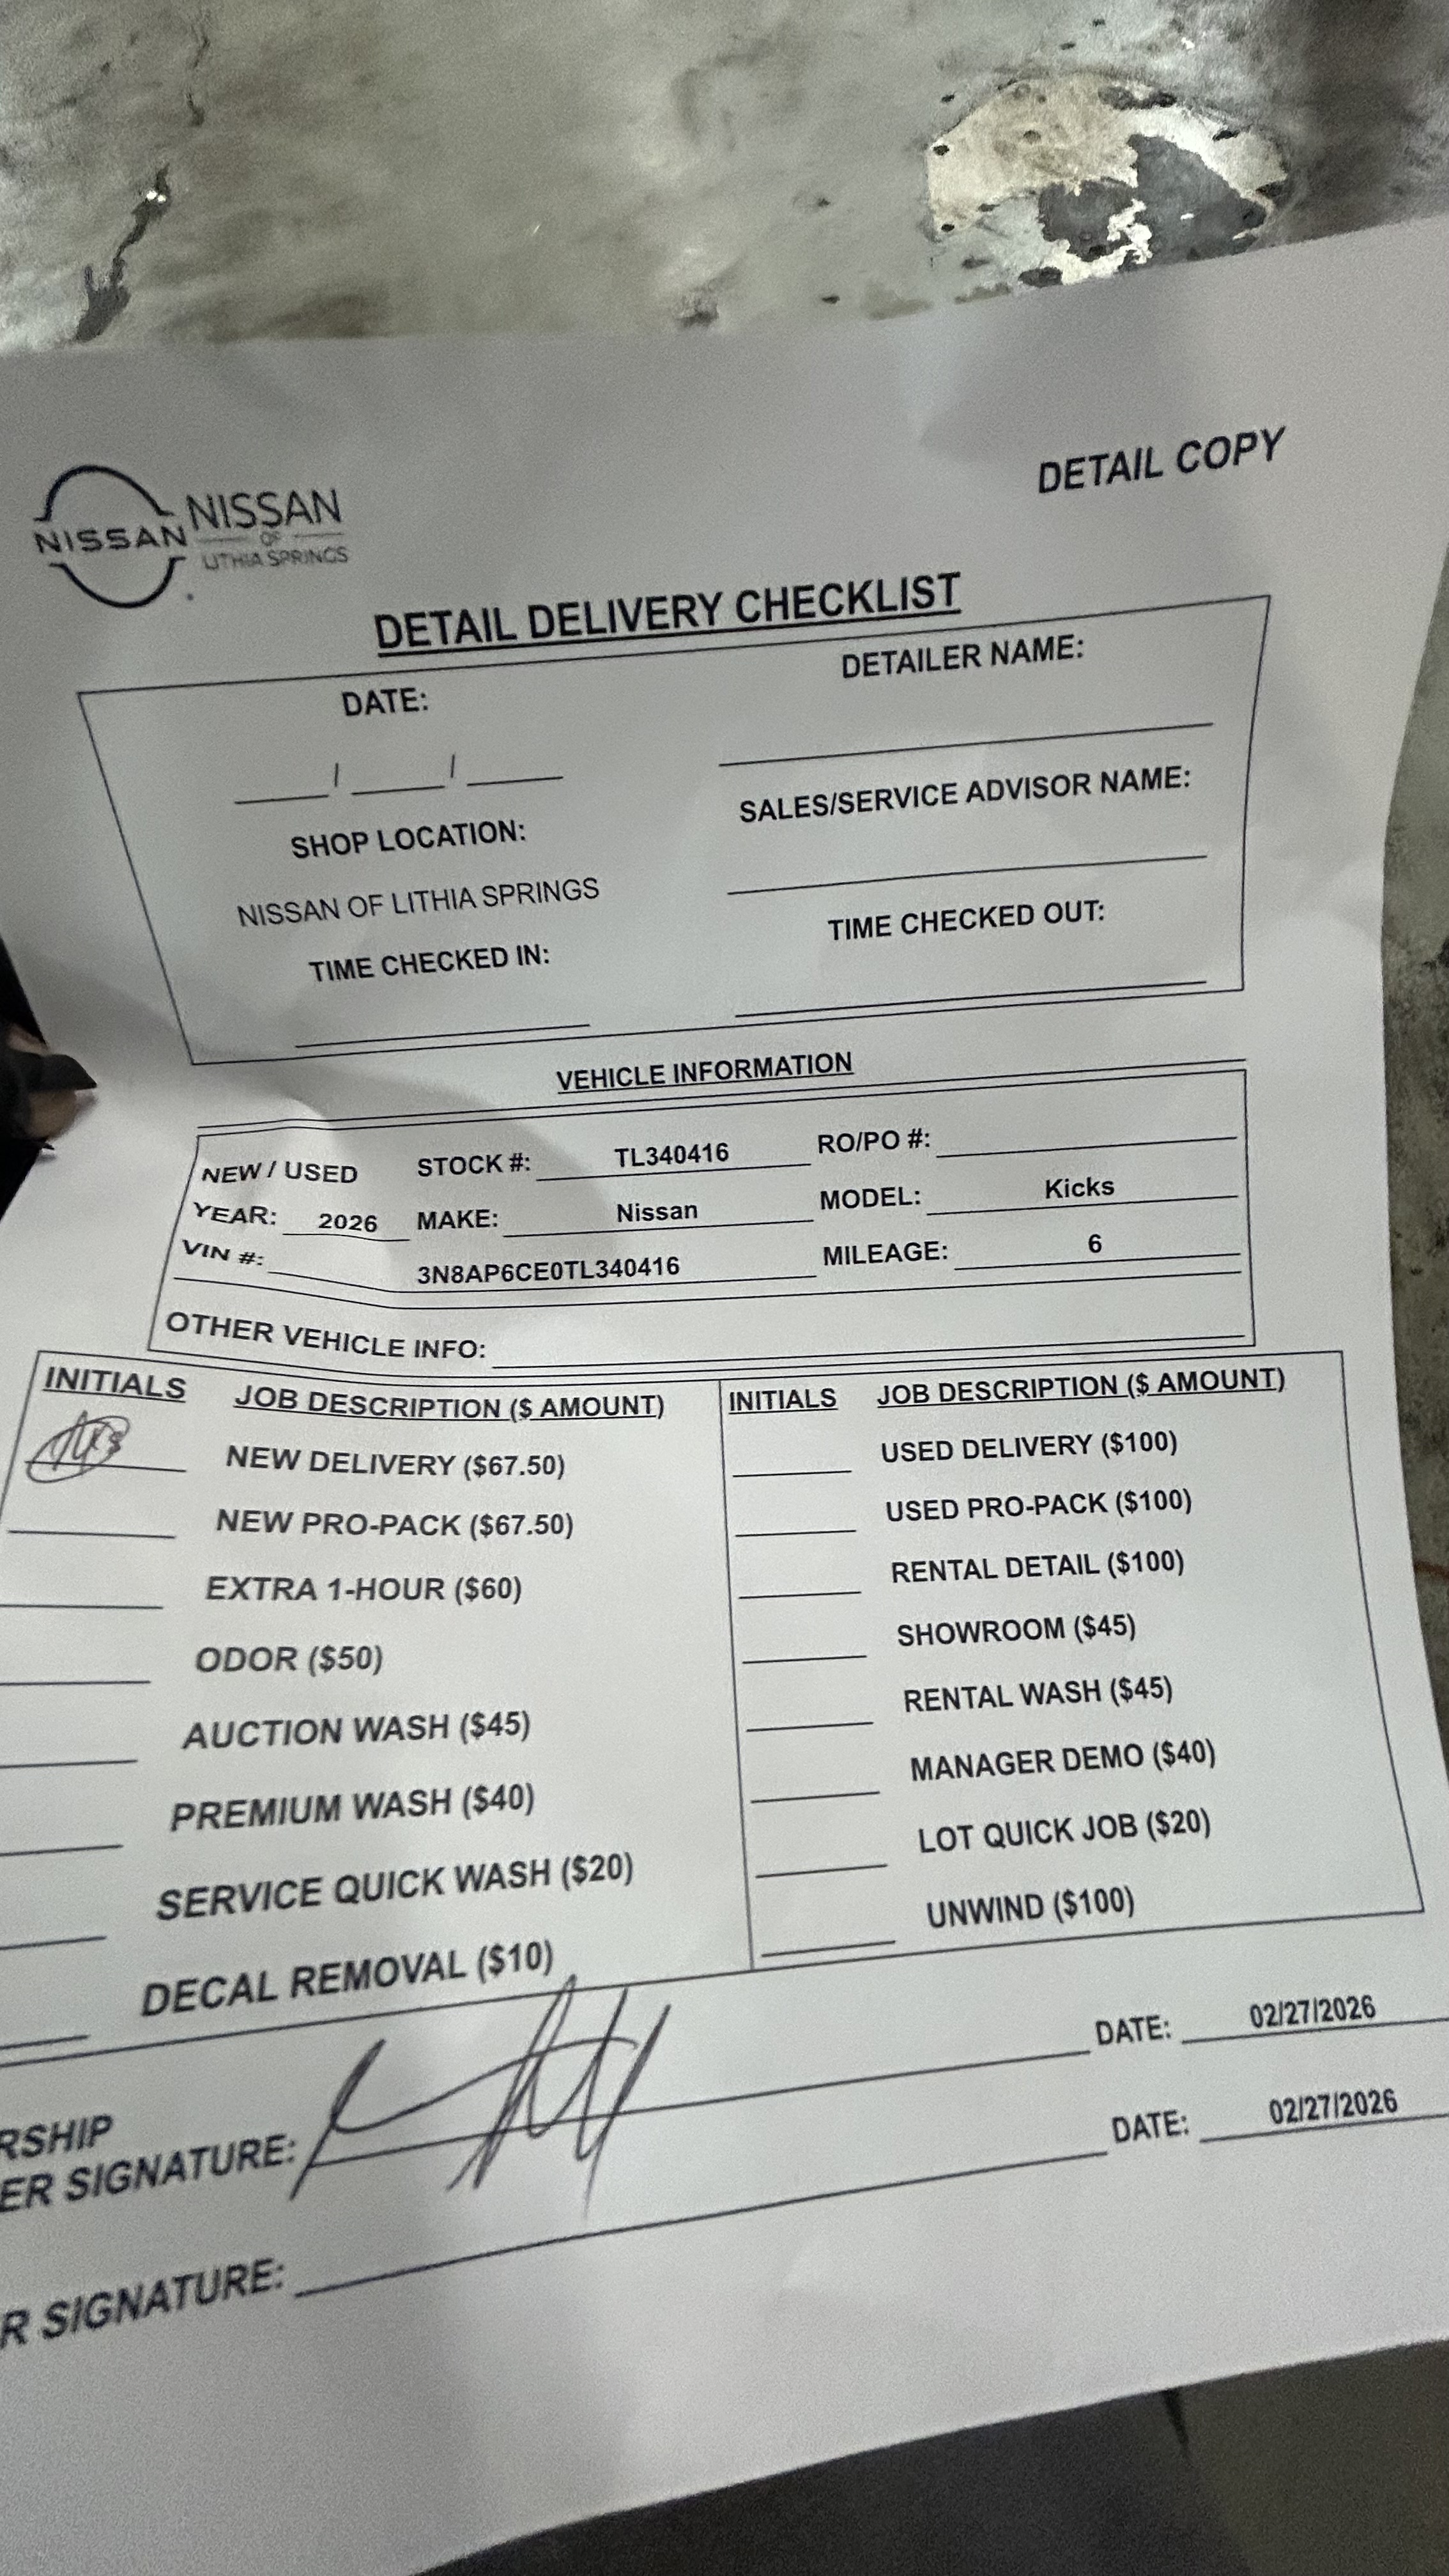 DETAIL COPY
NISSAN NISSAN
OF
LITHIA SPRINGS
DETAIL DELIVERY CHECKLIST
DATE: DETAILER NAME:
____/____/____
SHOP LOCATION: SALES/SERVICE ADVISOR NAME:
NISSAN OF LITHIA SPRINGS
TIME CHECKED IN: TIME CHECKED OUT:
VEHICLE INFORMATION
NEW / USED STOCK #: TL340416 RO/PO #:
YEAR: 2026 MAKE: Nissan MODEL: Kicks
VIN #: 3N8AP6CE0TL340416 MILEAGE: 6
OTHER VEHICLE INFO:
INITIALS JOB DESCRIPTION ($ AMOUNT) INITIALS JOB DESCRIPTION ($ AMOUNT)
NEW DELIVERY ($67.50) USED DELIVERY ($100)
NEW PRO-PACK ($67.50) USED PRO-PACK ($100)
EXTRA 1-HOUR ($60) RENTAL DETAIL ($100)
ODOR ($50) SHOWROOM ($45)
AUCTION WASH ($45) RENTAL WASH ($45)
PREMIUM WASH ($40) MANAGER DEMO ($40)
SERVICE QUICK WASH ($20) LOT QUICK JOB ($20)
DECAL REMOVAL ($10) UNWIND ($100)
RSHIP
ER SIGNATURE: DATE: 02/27/2026
R SIGNATURE: DATE: 02/27/2026